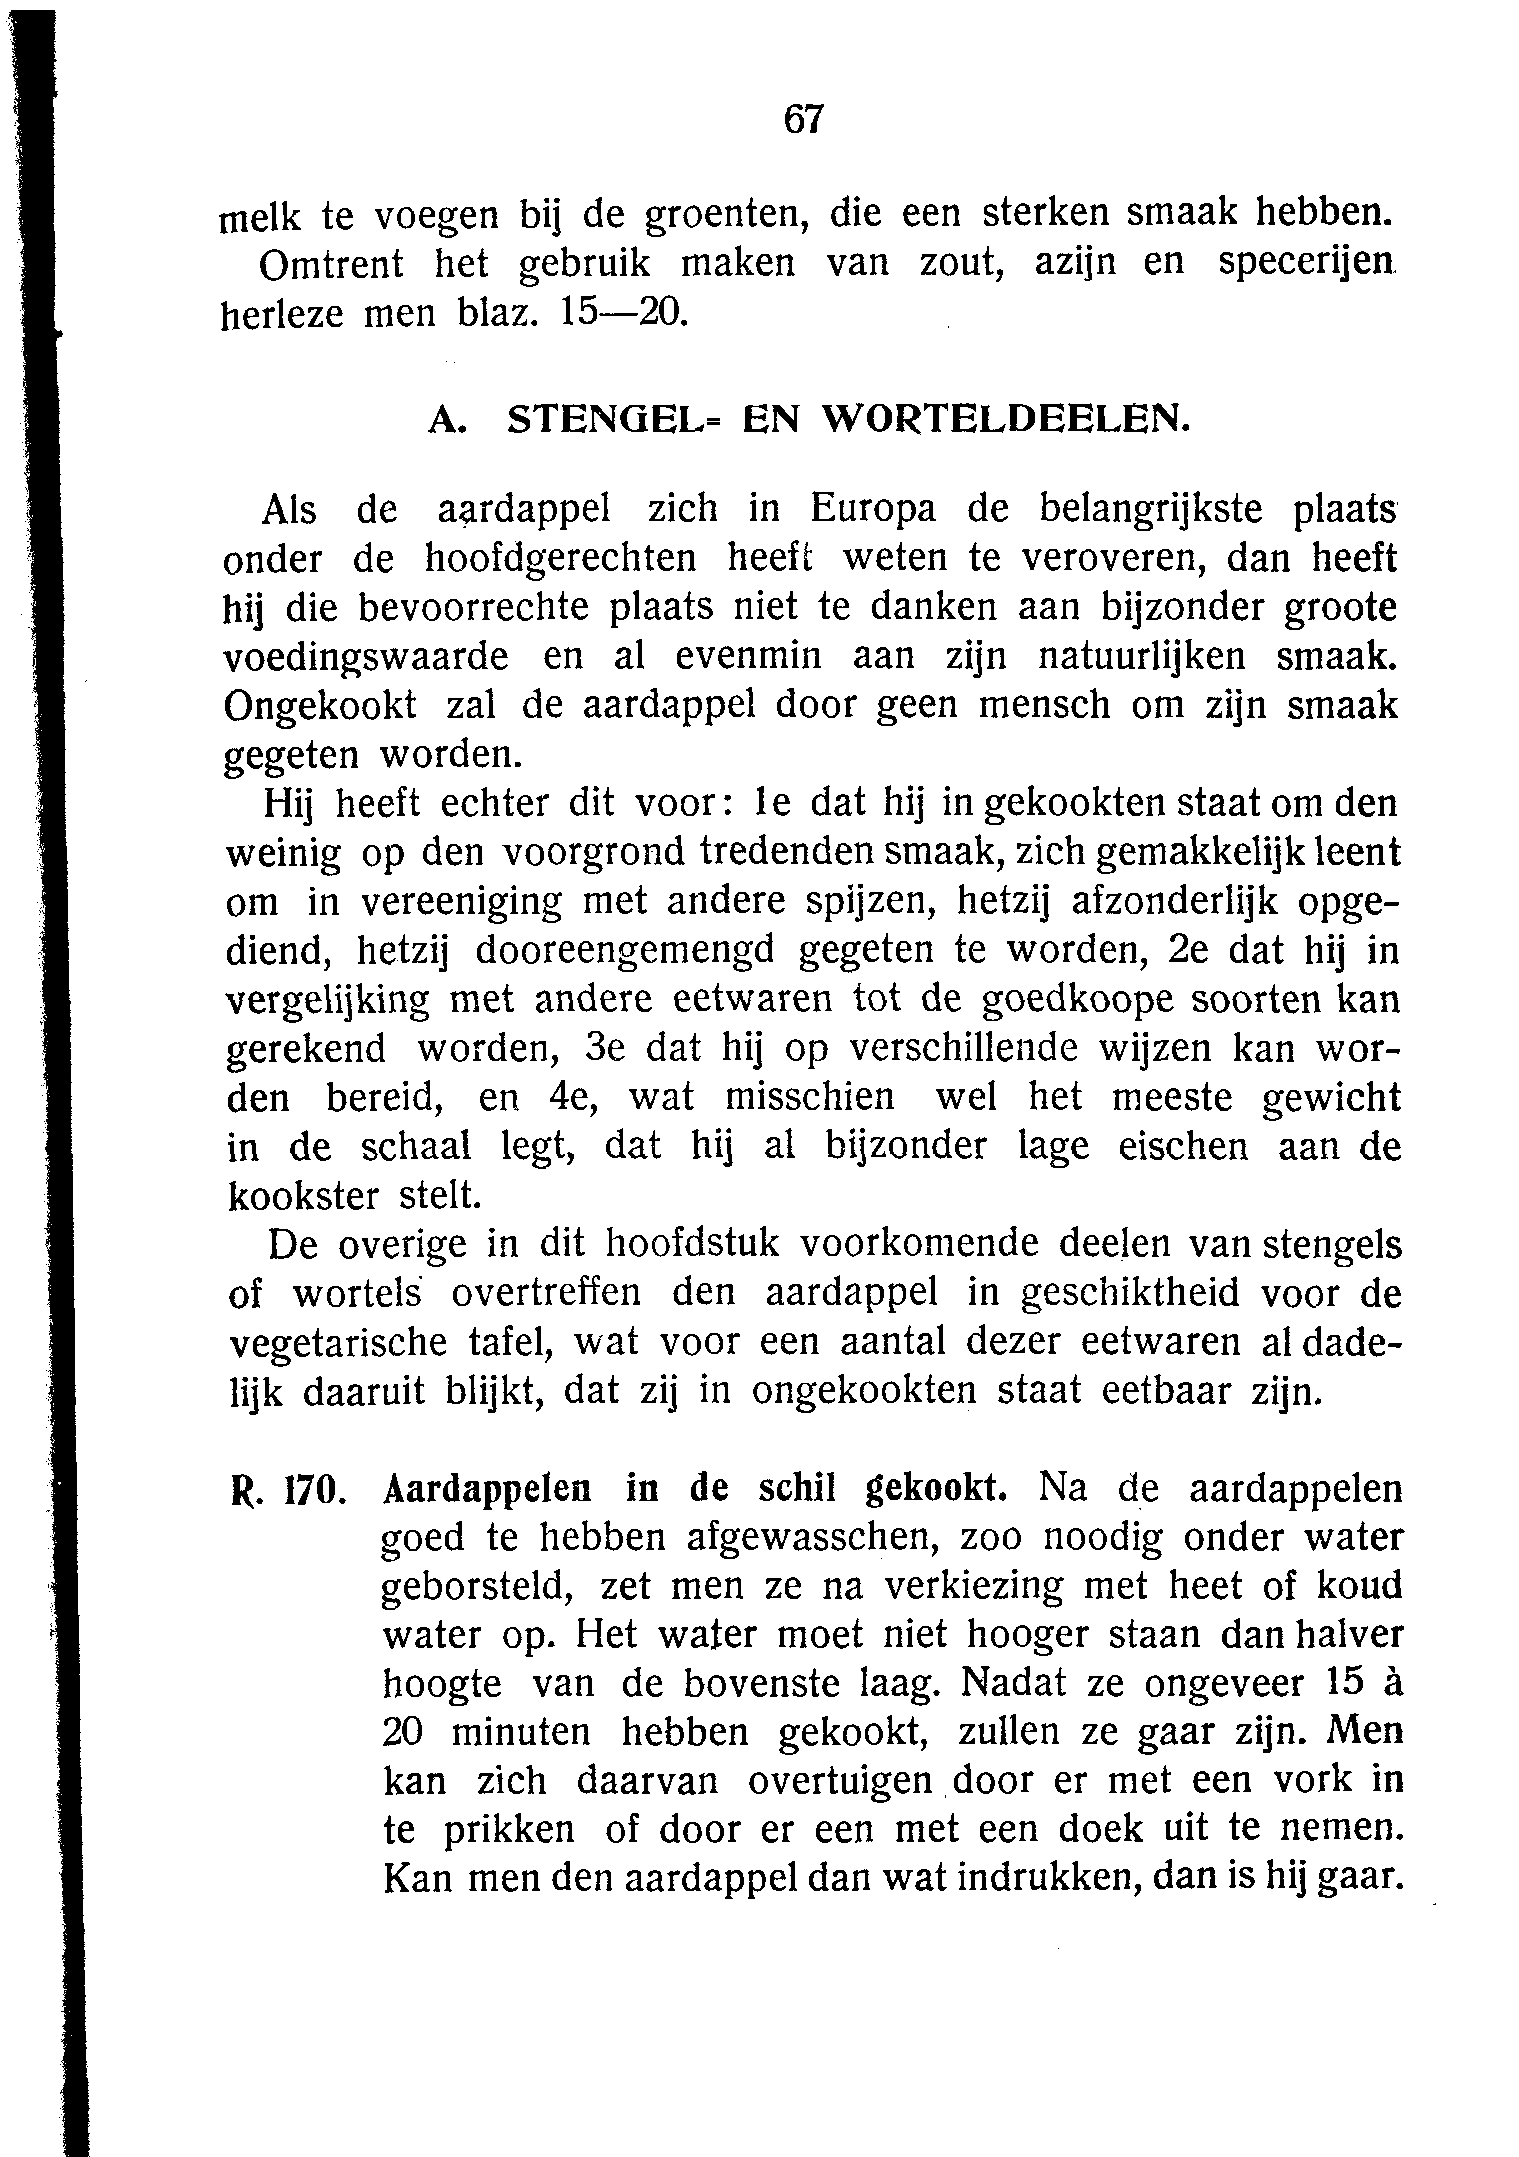 67
melk te voegen bij de groenten, die een sterken smaak hebben.
Omtrent het gebruik maken van zout, azijn en specerijen
herleze men blaz. 15—20.
A. STENGEL= EN WORTELDEELEN.
Als de aardappel zich in Europa de belangrijkste plaats
onder de hoofdgerechten heeft weten te veroveren, dan heeft
hij die bevoorrechte plaats niet te danken aan bijzonder groote
voedingswaarde en al evenmin aan zijn natuurlijken smaak.
Ongekookt zal de aardappel door geen mensch om zijn smaak
gegeten worden.
Hij heeft echter dit voor: 1e dat hij in gekookten staat om den
weinig op den voorgrond tredenden smaak, zich gemakkelijk leent
om in vereeniging met andere spijzen, hetzij afzonderlijk opge-
diend, hetzij dooreengemengd gegeten te worden, 2e dat hij in
vergelijking met andere eetwaren tot de goedkoope soorten kan
gerekend worden, 3e dat hij op verschillende wijzen kan wor-
den bereid, en 4e, wat misschien wel het meeste gewicht
in de schaal legt, dat hij al bijzonder lage eischen aan de
kookster stelt.
De overige in dit hoofdstuk voorkomende deelen van stengels
of wortels overtreffen den aardappel in geschiktheid voor de
vegetarische tafel, wat voor een aantal dezer eetwaren al dade-
lijk daaruit blijkt, dat zij in ongekookten staat eetbaar zijn.
R. 170. Aardappelen in de schil gekookt. Na de aardappelen
goed te hebben afgewasschen, zoo noodig onder water
geborsteld, zet men ze na verkiezing met heet of koud
water op. Het water moet niet hooger staan dan halver
hoogte van de bovenste laag. Nadat ze ongeveer 15 à
20 minuten hebben gekookt, zullen ze gaar zijn. Men
kan zich daarvan overtuigen door er met een vork in
te prikken of door er een met een doek uit te nemen.
Kan men den aardappel dan wat indrukken, dan is hij gaar.